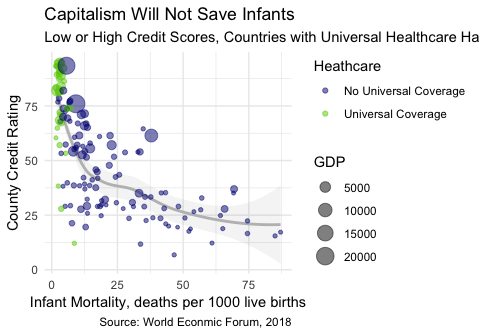 Capitalism Will Not Save Infants
Low or High Credit Scores, Countries with Universal Healthcare Ha
Heathcare
No Universal Coverage
Universal Coverage
GDP
5000
10000
15000
20000
County Credit Rating
75
50
25
0
0
25
50
75
Infant Mortality, deaths per 1000 live births
Source: World Econmic Forum, 2018